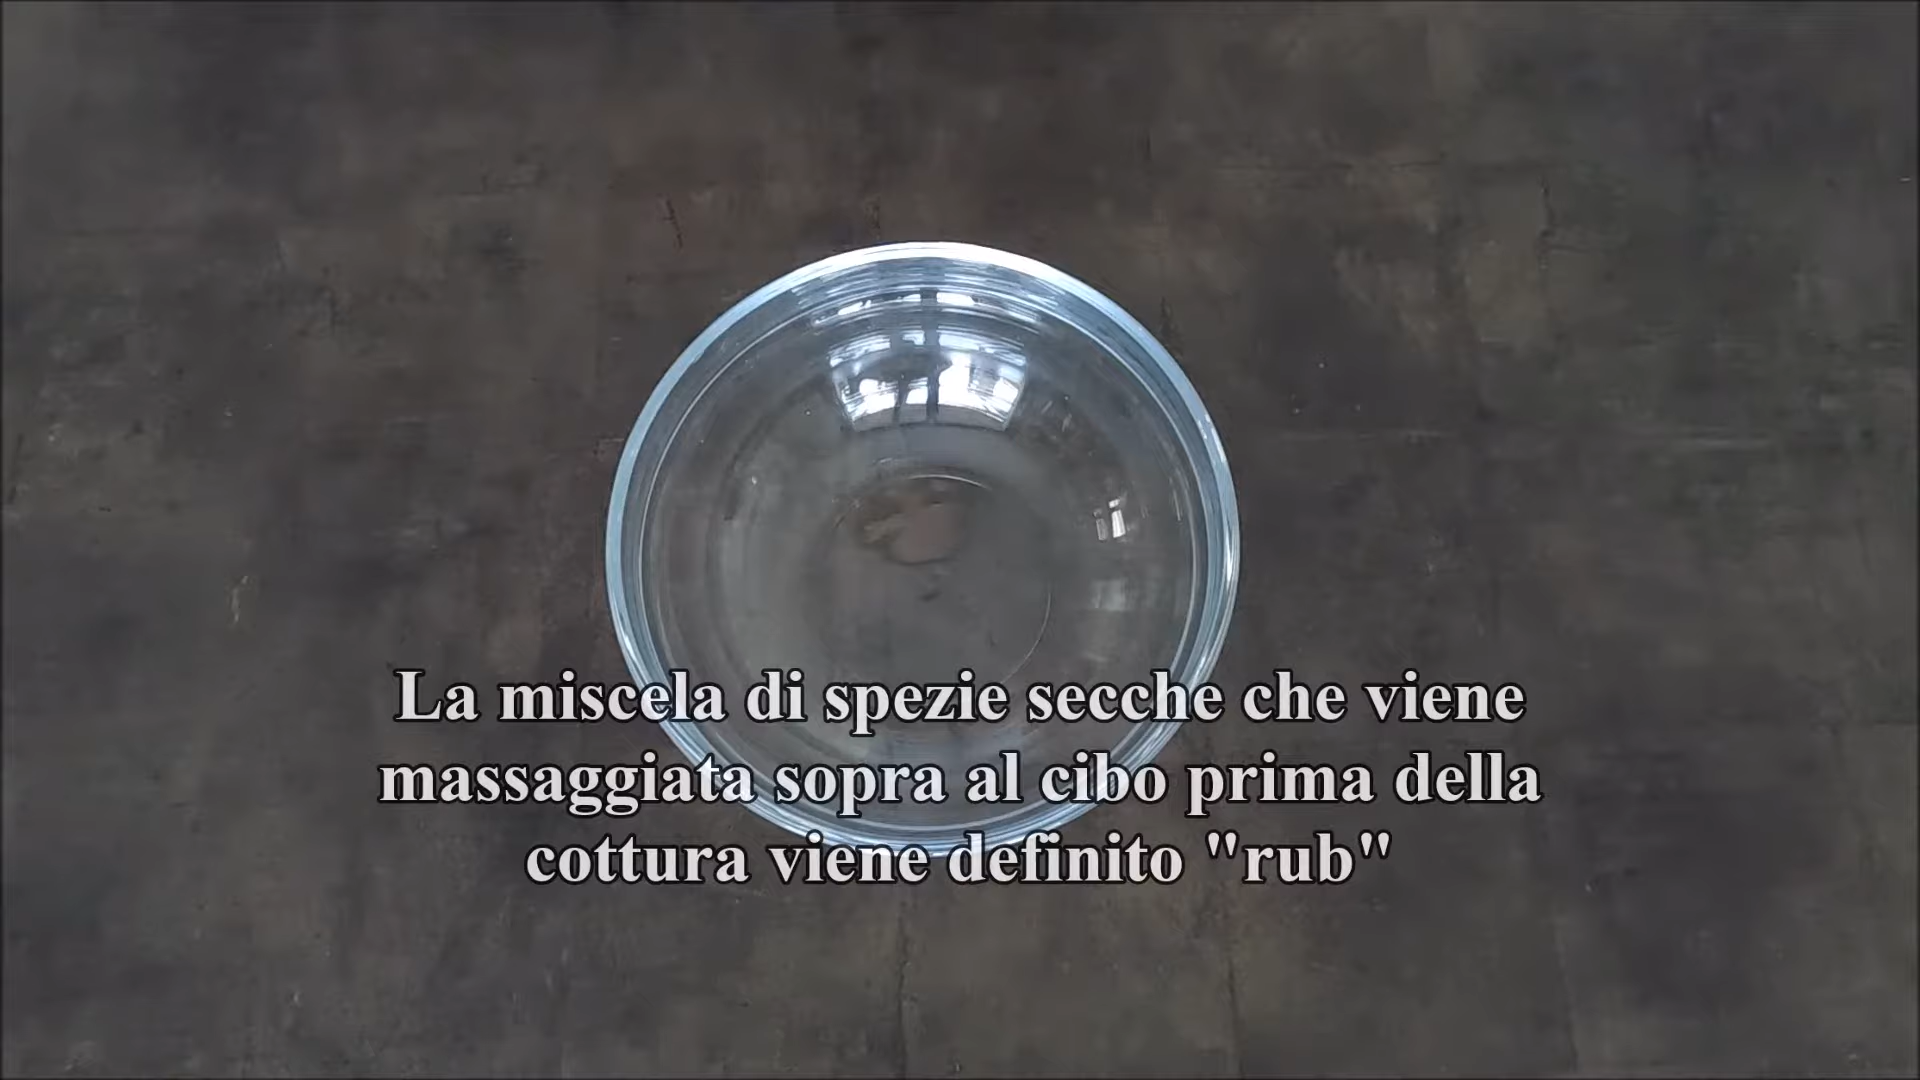 La miscela di spezie secche che viene
massaggiata sopra al cibo prima della
cottura viene definito "rub"